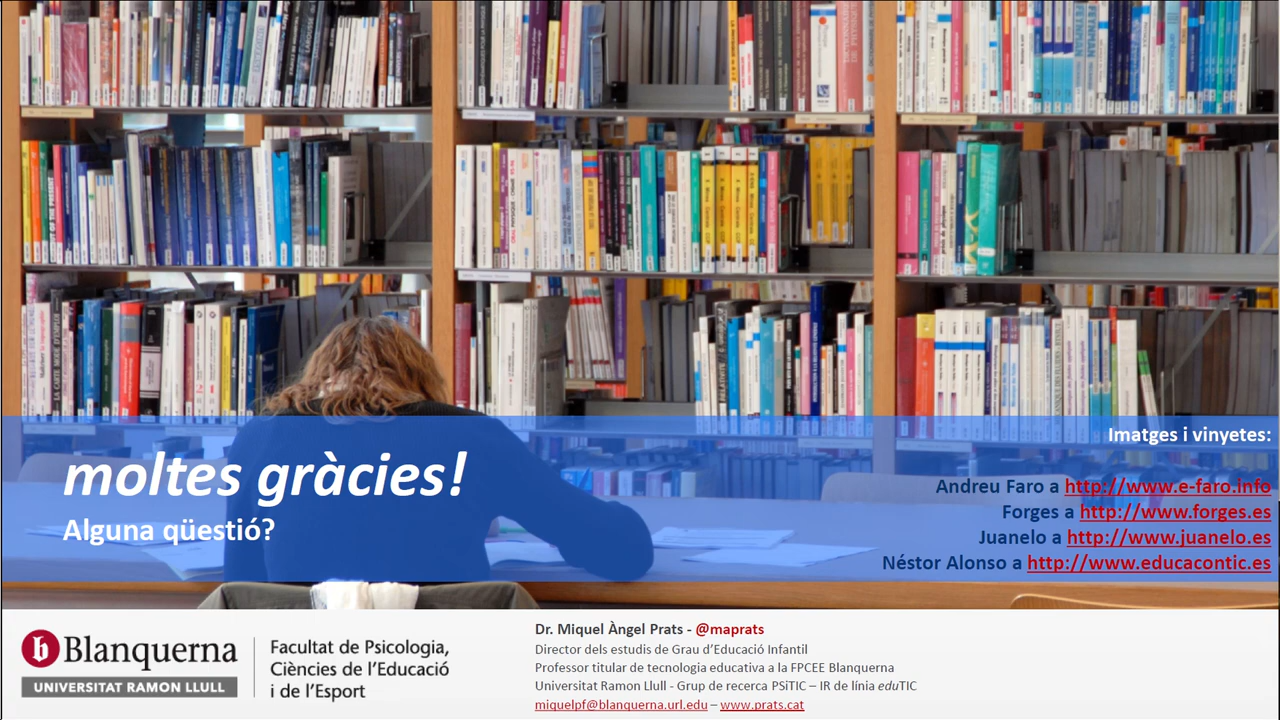 moltes gràcies!
Alguna qüestió?
Imatges i vinyetes:
Andreu Faro a http://www.e-faro.info
Forges a http://www.forges.es
Juanelo a http://www.juanelo.es
Néstor Alonso a http://www.educacontic.es
b Blanquerna
UNIVERSITAT RAMON LLULL
Facultat de Psicologia,
Ciències de l'Educació
i de l'Esport
Dr. Miquel Àngel Prats - @maprats
Director dels estudis de Grau d'Educació Infantil
Professor titular de tecnologia educativa a la FPCEE Blanquerna
Universitat Ramon Llull - Grup de recerca PSiTIC – IR de línia eduTIC
miquelpf@blanquerna.url.edu – www.prats.cat